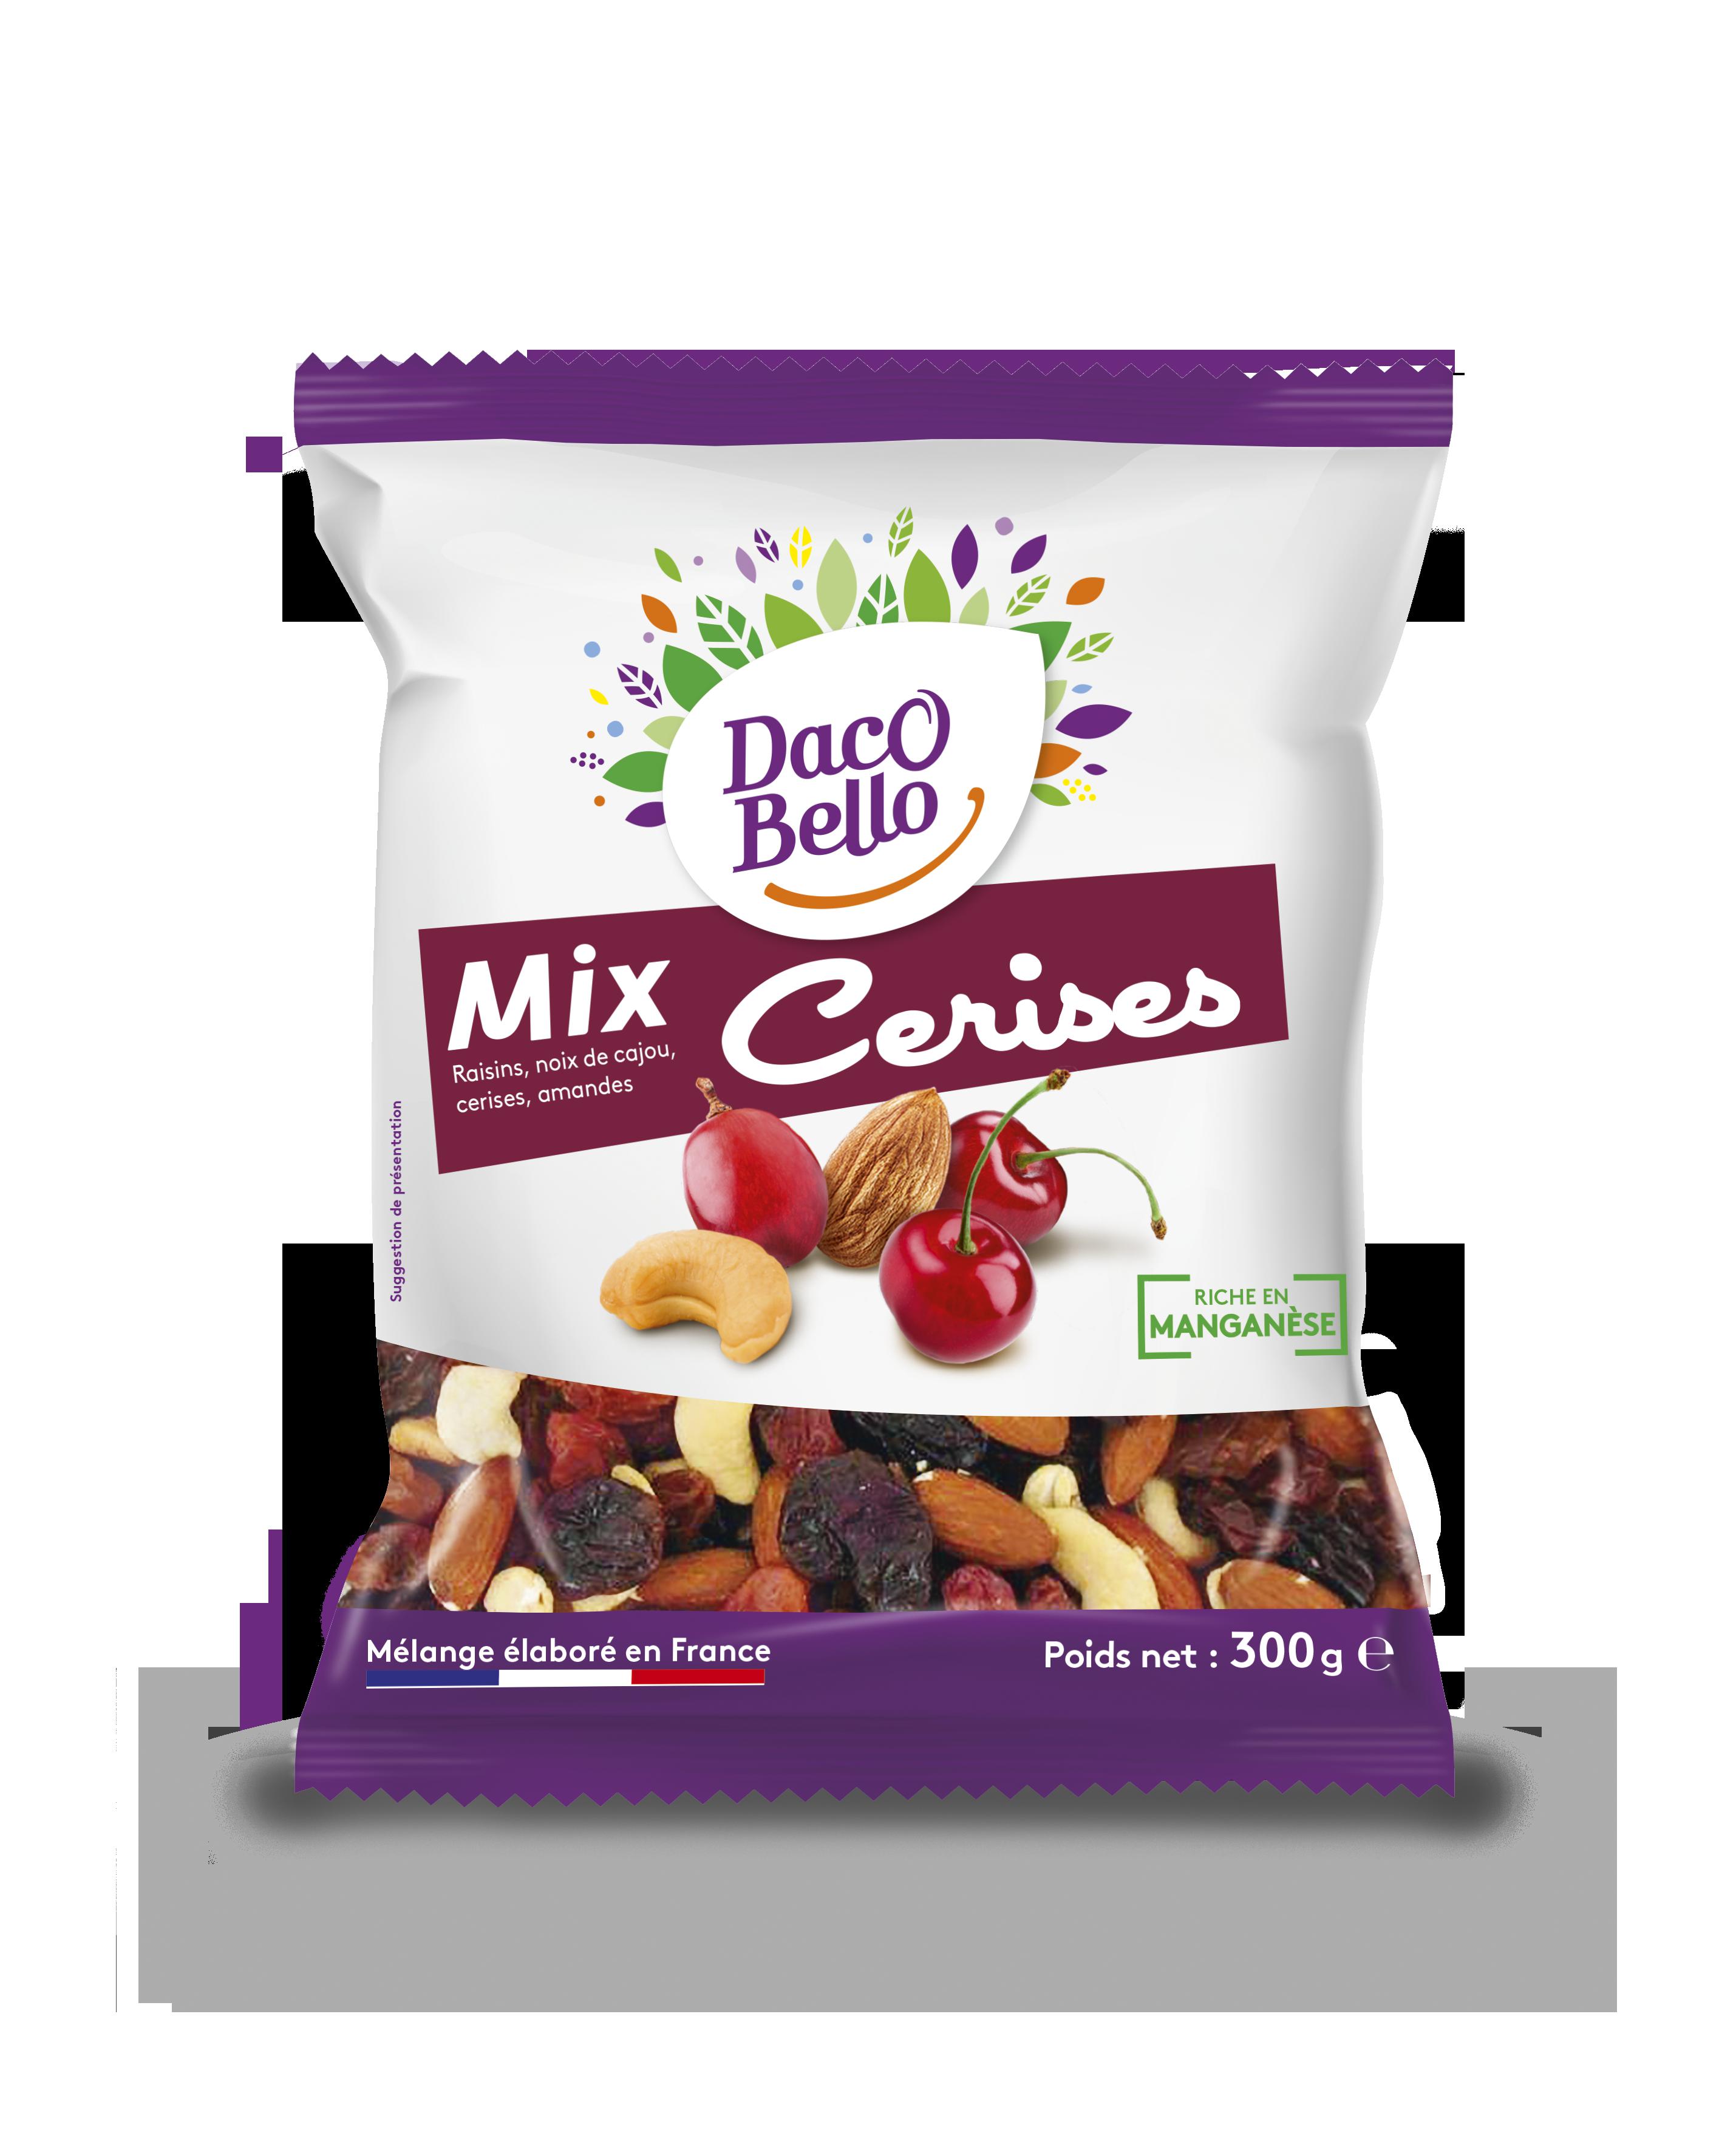 Daco
Bello
Mix Cerises
Raisins, noix de cajou,
cerises, amandes
Suggestion de présentation
RICHE EN
MANGANÈSE
Mélange élaboré en France
Poids net : 300g ℮